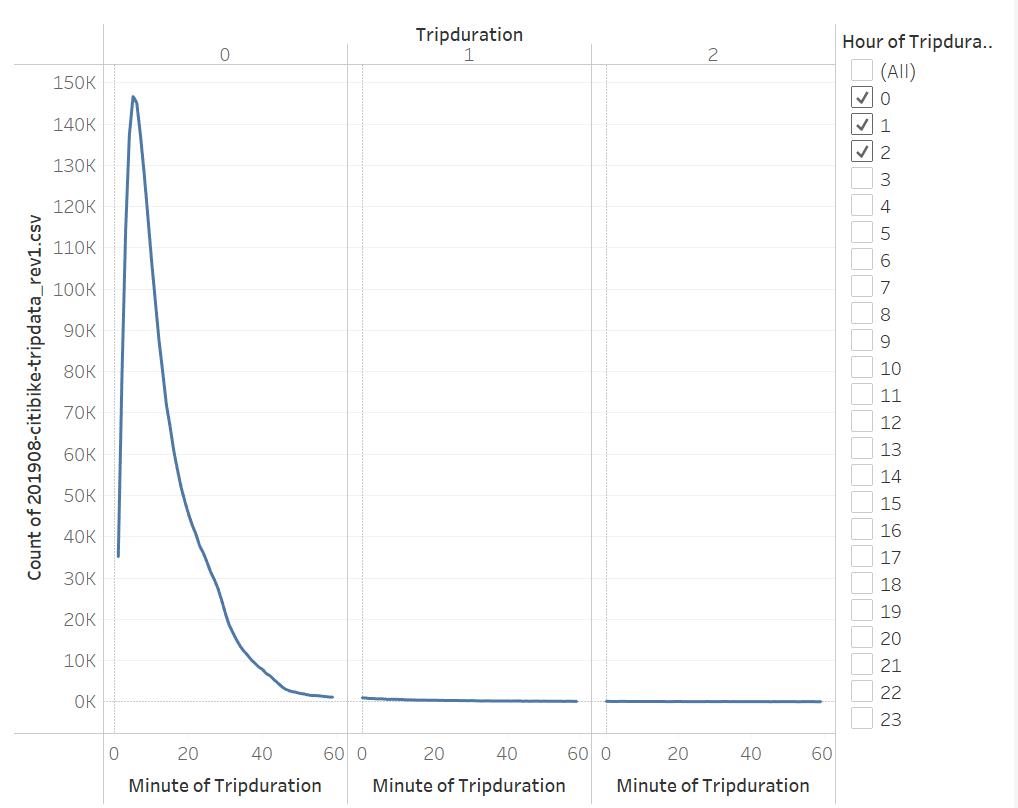 Tripduration
0 1 2
150K
140K
130K
120K
110K
100K
90K
80K
70K
60K
50K
40K
30K
20K
10K
0K
Count of 201908-citibike-tripdata_rev1.csv
0 20 40 60 0 20 40 60 0 20 40 60
Minute of Tripduration Minute of Tripduration Minute of Tripduration
Hour of Tripdura..
(All)
0
1
2
3
4
5
6
7
8
9
10
11
12
13
14
15
16
17
18
19
20
21
22
23